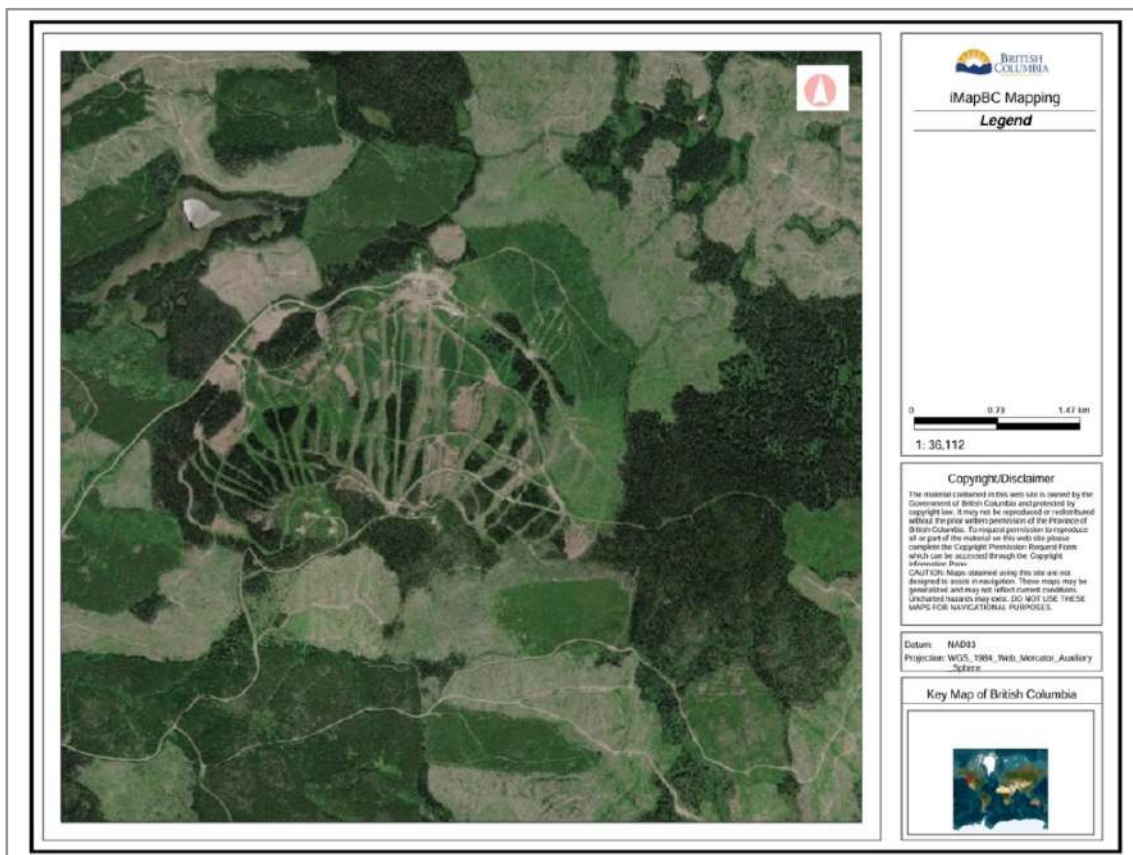 BRITISH
COLUMBIA
iMapBC Mapping
Legend
0 0.73 1.47 km
1: 36,112
Copyright/Disclaimer
The material contained in this web site is owned by the
Government of British Columbia and protected by
copyright law. It may not be reproduced or redistributed
without the prior written permission of the Province of
British Columbia. To request permission to reproduce
all or part of the material on this web site please
complete the Copyright Permission Request Form
which can be accessed through the Copyright
Information Page.
CAUTION: Maps obtained using this site are not
designed to assist in navigation. These maps may be
generalized and may not reflect current conditions.
Uncharted hazards may exist. DO NOT USE THESE
MAPS FOR NAVIGATIONAL PURPOSES.
Datum: NAD83
Projection: WGS_1984_Web_Mercator_Auxiliary
_Sphere
Key Map of British Columbia